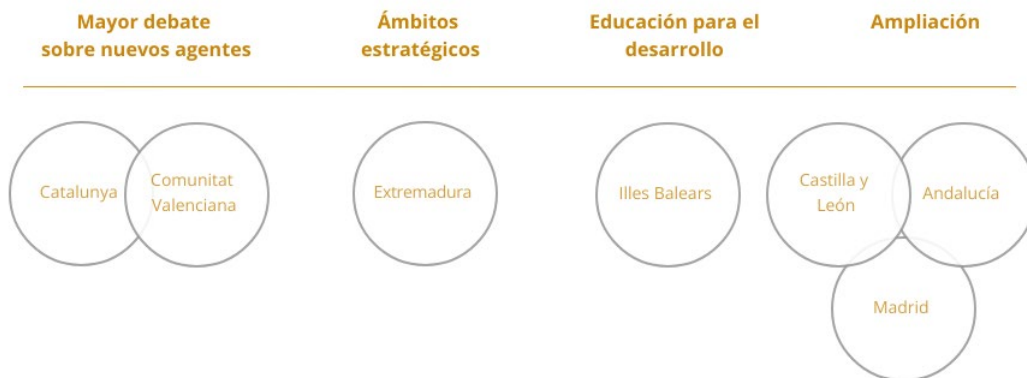 Mayor debate
sobre nuevos agentes
Ámbitos
estratégicos
Educación para el
desarrollo
Ampliación
Catalunya
Comunitat
Valenciana
Extremadura
Illes Balears
Castilla y
León
Andalucía
Madrid